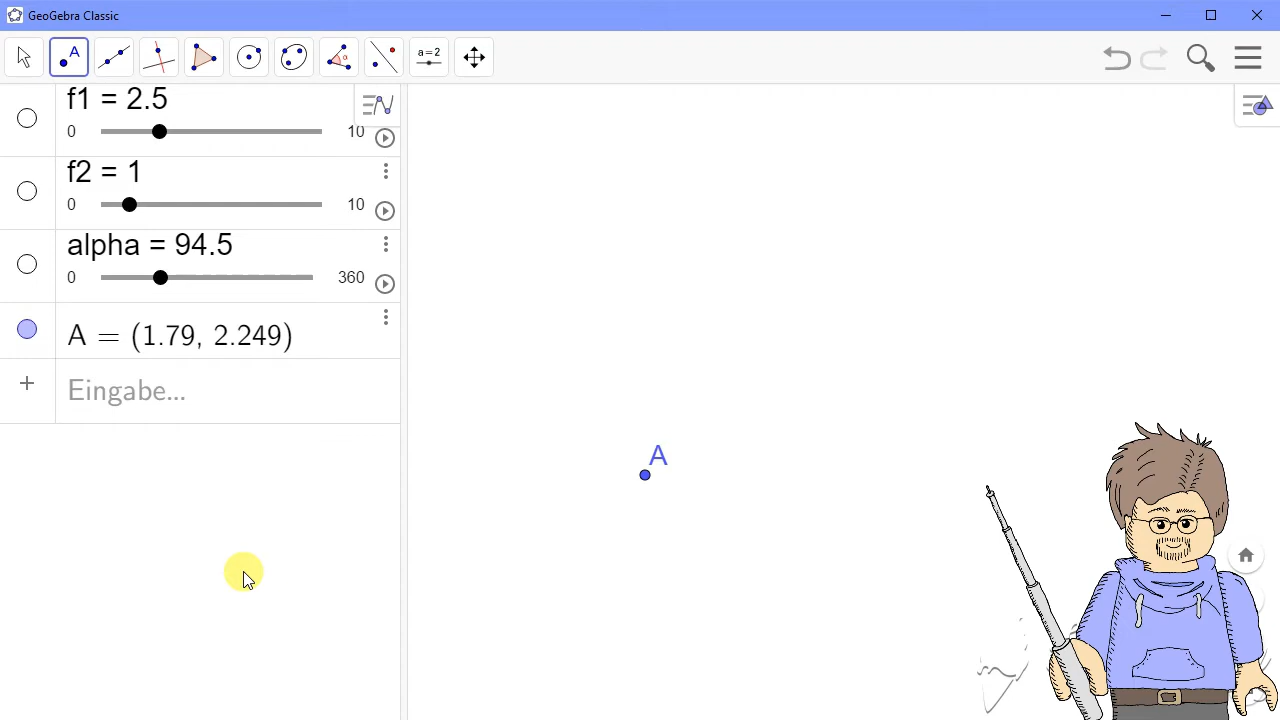 GeoGebra Classic
A
α
a=2
f1 = 2.5
0
10
f2 = 1
0
10
alpha = 94.5
0
360
A = (1.79, 2.249)
+
Eingabe...
A